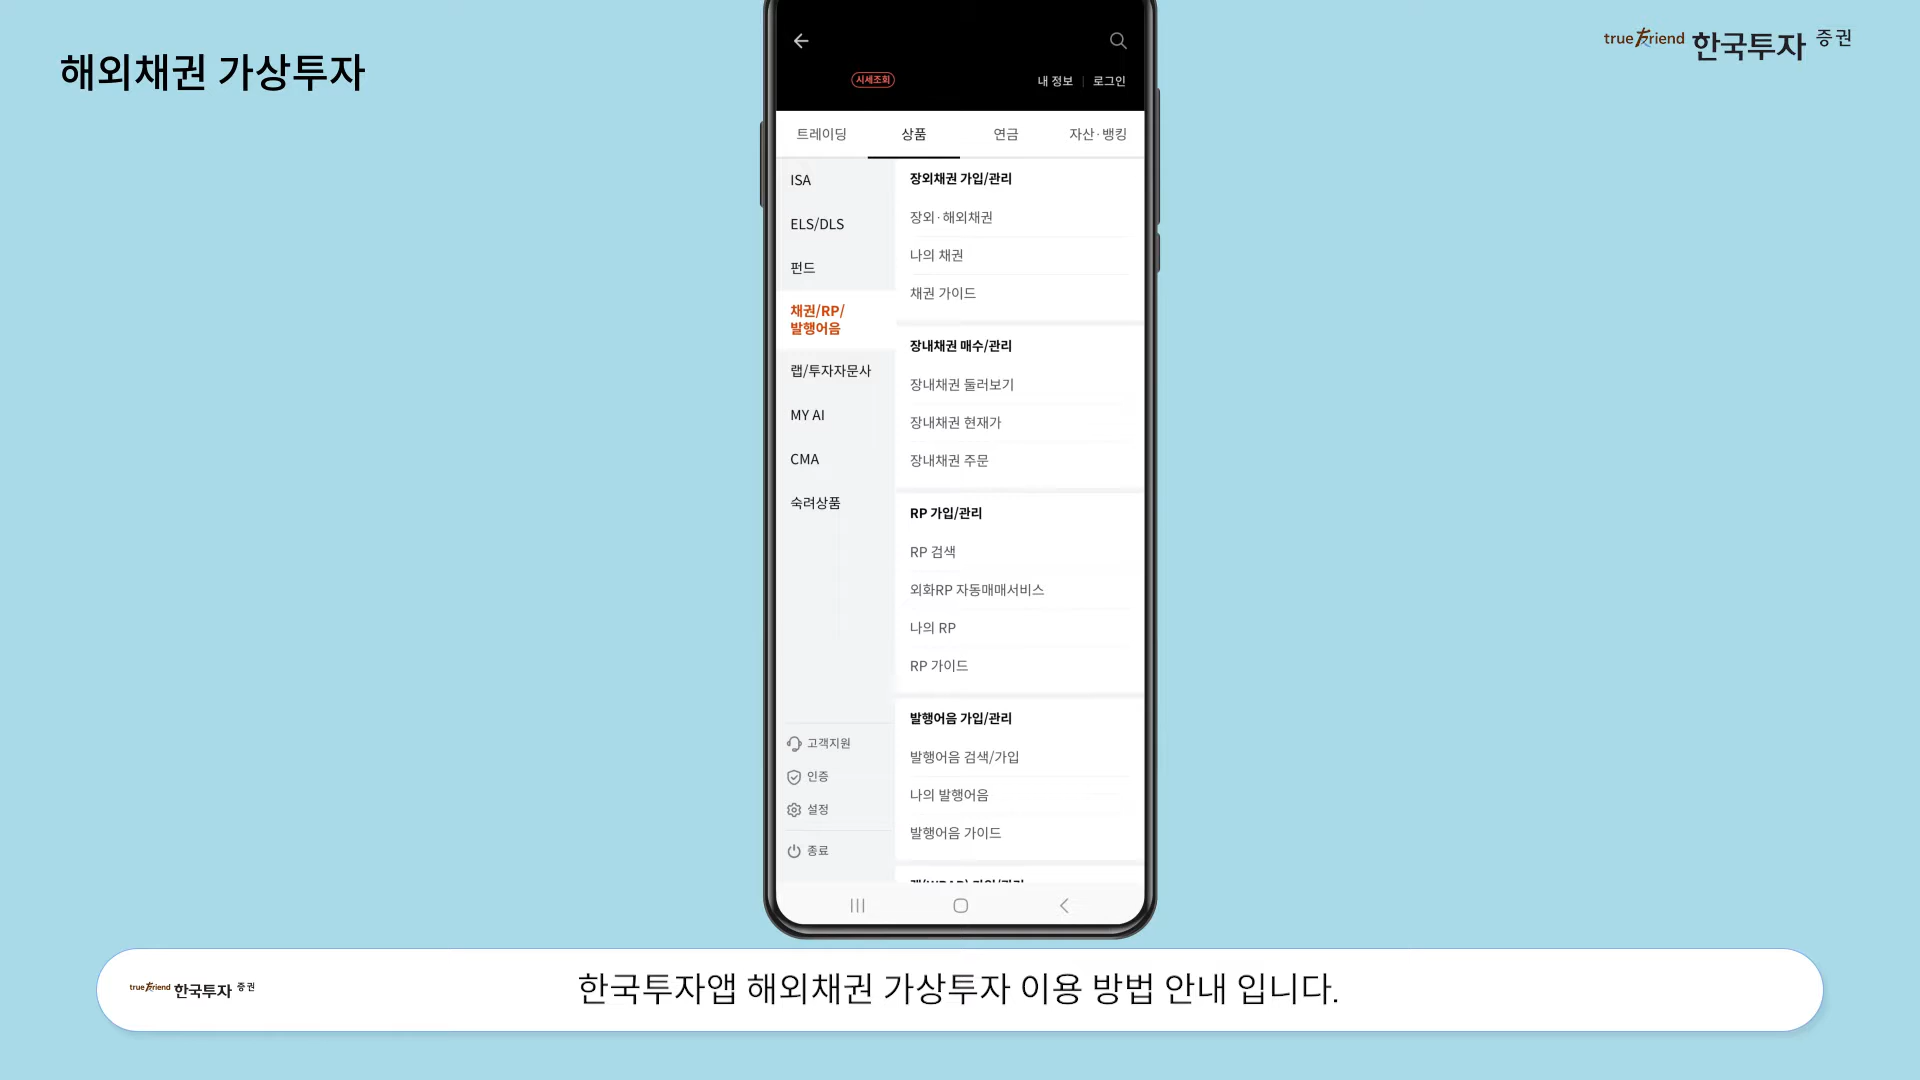 해외채권 가상투자
true friend 한국투자 증권
시세조회
내 정보 | 로그인
트레이딩
상품
연금
자산·뱅킹
ISA
ELS/DLS
펀드
채권/RP/
발행어음
랩/투자자문사
MY AI
CMA
숙려상품
고객지원
인증
설정
종료
장외채권 가입/관리
장외·해외채권
나의 채권
채권 가이드
장내채권 매수/관리
장내채권 둘러보기
장내채권 현재가
장내채권 주문
RP 가입/관리
RP 검색
외화RP 자동매매서비스
나의 RP
RP 가이드
발행어음 가입/관리
발행어음 검색/가입
나의 발행어음
발행어음 가이드
true friend 한국투자 증권
한국투자앱 해외채권 가상투자 이용 방법 안내 입니다.